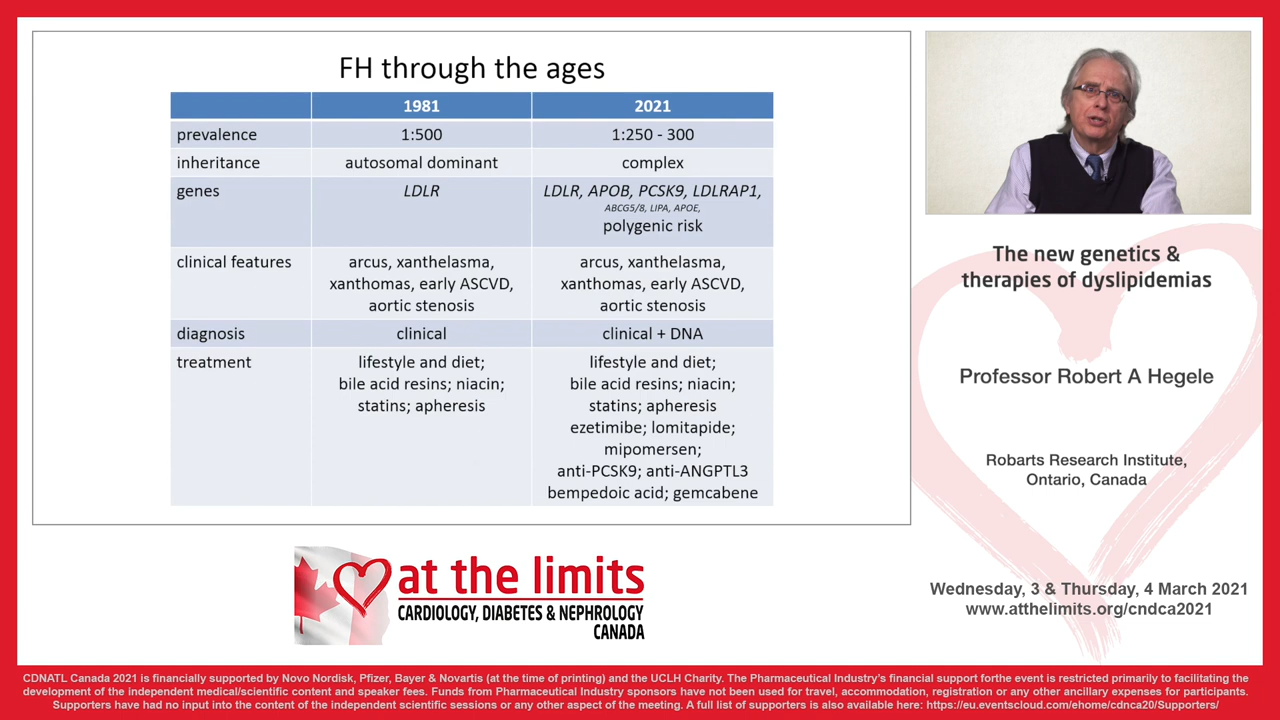 FH through the ages
1981
2021
prevalence
1:500
1:250 - 300
inheritance
autosomal dominant
complex
genes
LDLR
LDLR, APOB, PCSK9, LDLRAP1,
ABCG5/8, LIPA, APOE,
polygenic risk
clinical features
arcus, xanthelasma,
xanthomas, early ASCVD,
aortic stenosis
arcus, xanthelasma,
xanthomas, early ASCVD,
aortic stenosis
diagnosis
clinical
clinical + DNA
treatment
lifestyle and diet;
bile acid resins; niacin;
statins; apheresis
lifestyle and diet;
bile acid resins; niacin;
statins; apheresis
ezetimibe; lomitapide;
mipomersen;
anti-PCSK9; anti-ANGPTL3
bempedoic acid; gemcabene
The new genetics &
therapies of dyslipidemias
Professor Robert A Hegele
Robarts Research Institute,
Ontario, Canada
Wednesday, 3 & Thursday, 4 March 2021
www.atthelimits.org/cndca2021
at the limits
CARDIOLOGY, DIABETES & NEPHROLOGY
CANADA
CDNATL Canada 2021 is financially supported by Novo Nordisk, Pfizer, Bayer & Novartis (at the time of printing) and the UCLH Charity. The Pharmaceutical Industry's financial support forthe event is restricted primarily to facilitating the
development of the independent medical/scientific content and speaker fees. Funds from Pharmaceutical Industry sponsors have not been used for travel, accommodation, registration or any other ancillary expenses for participants.
Supporters have had no input into the content of the independent scientific sessions or any other aspect of the meeting. A full list of supporters is also available here: https://eu.eventscloud.com/ehome/cdnca20/Supporters/